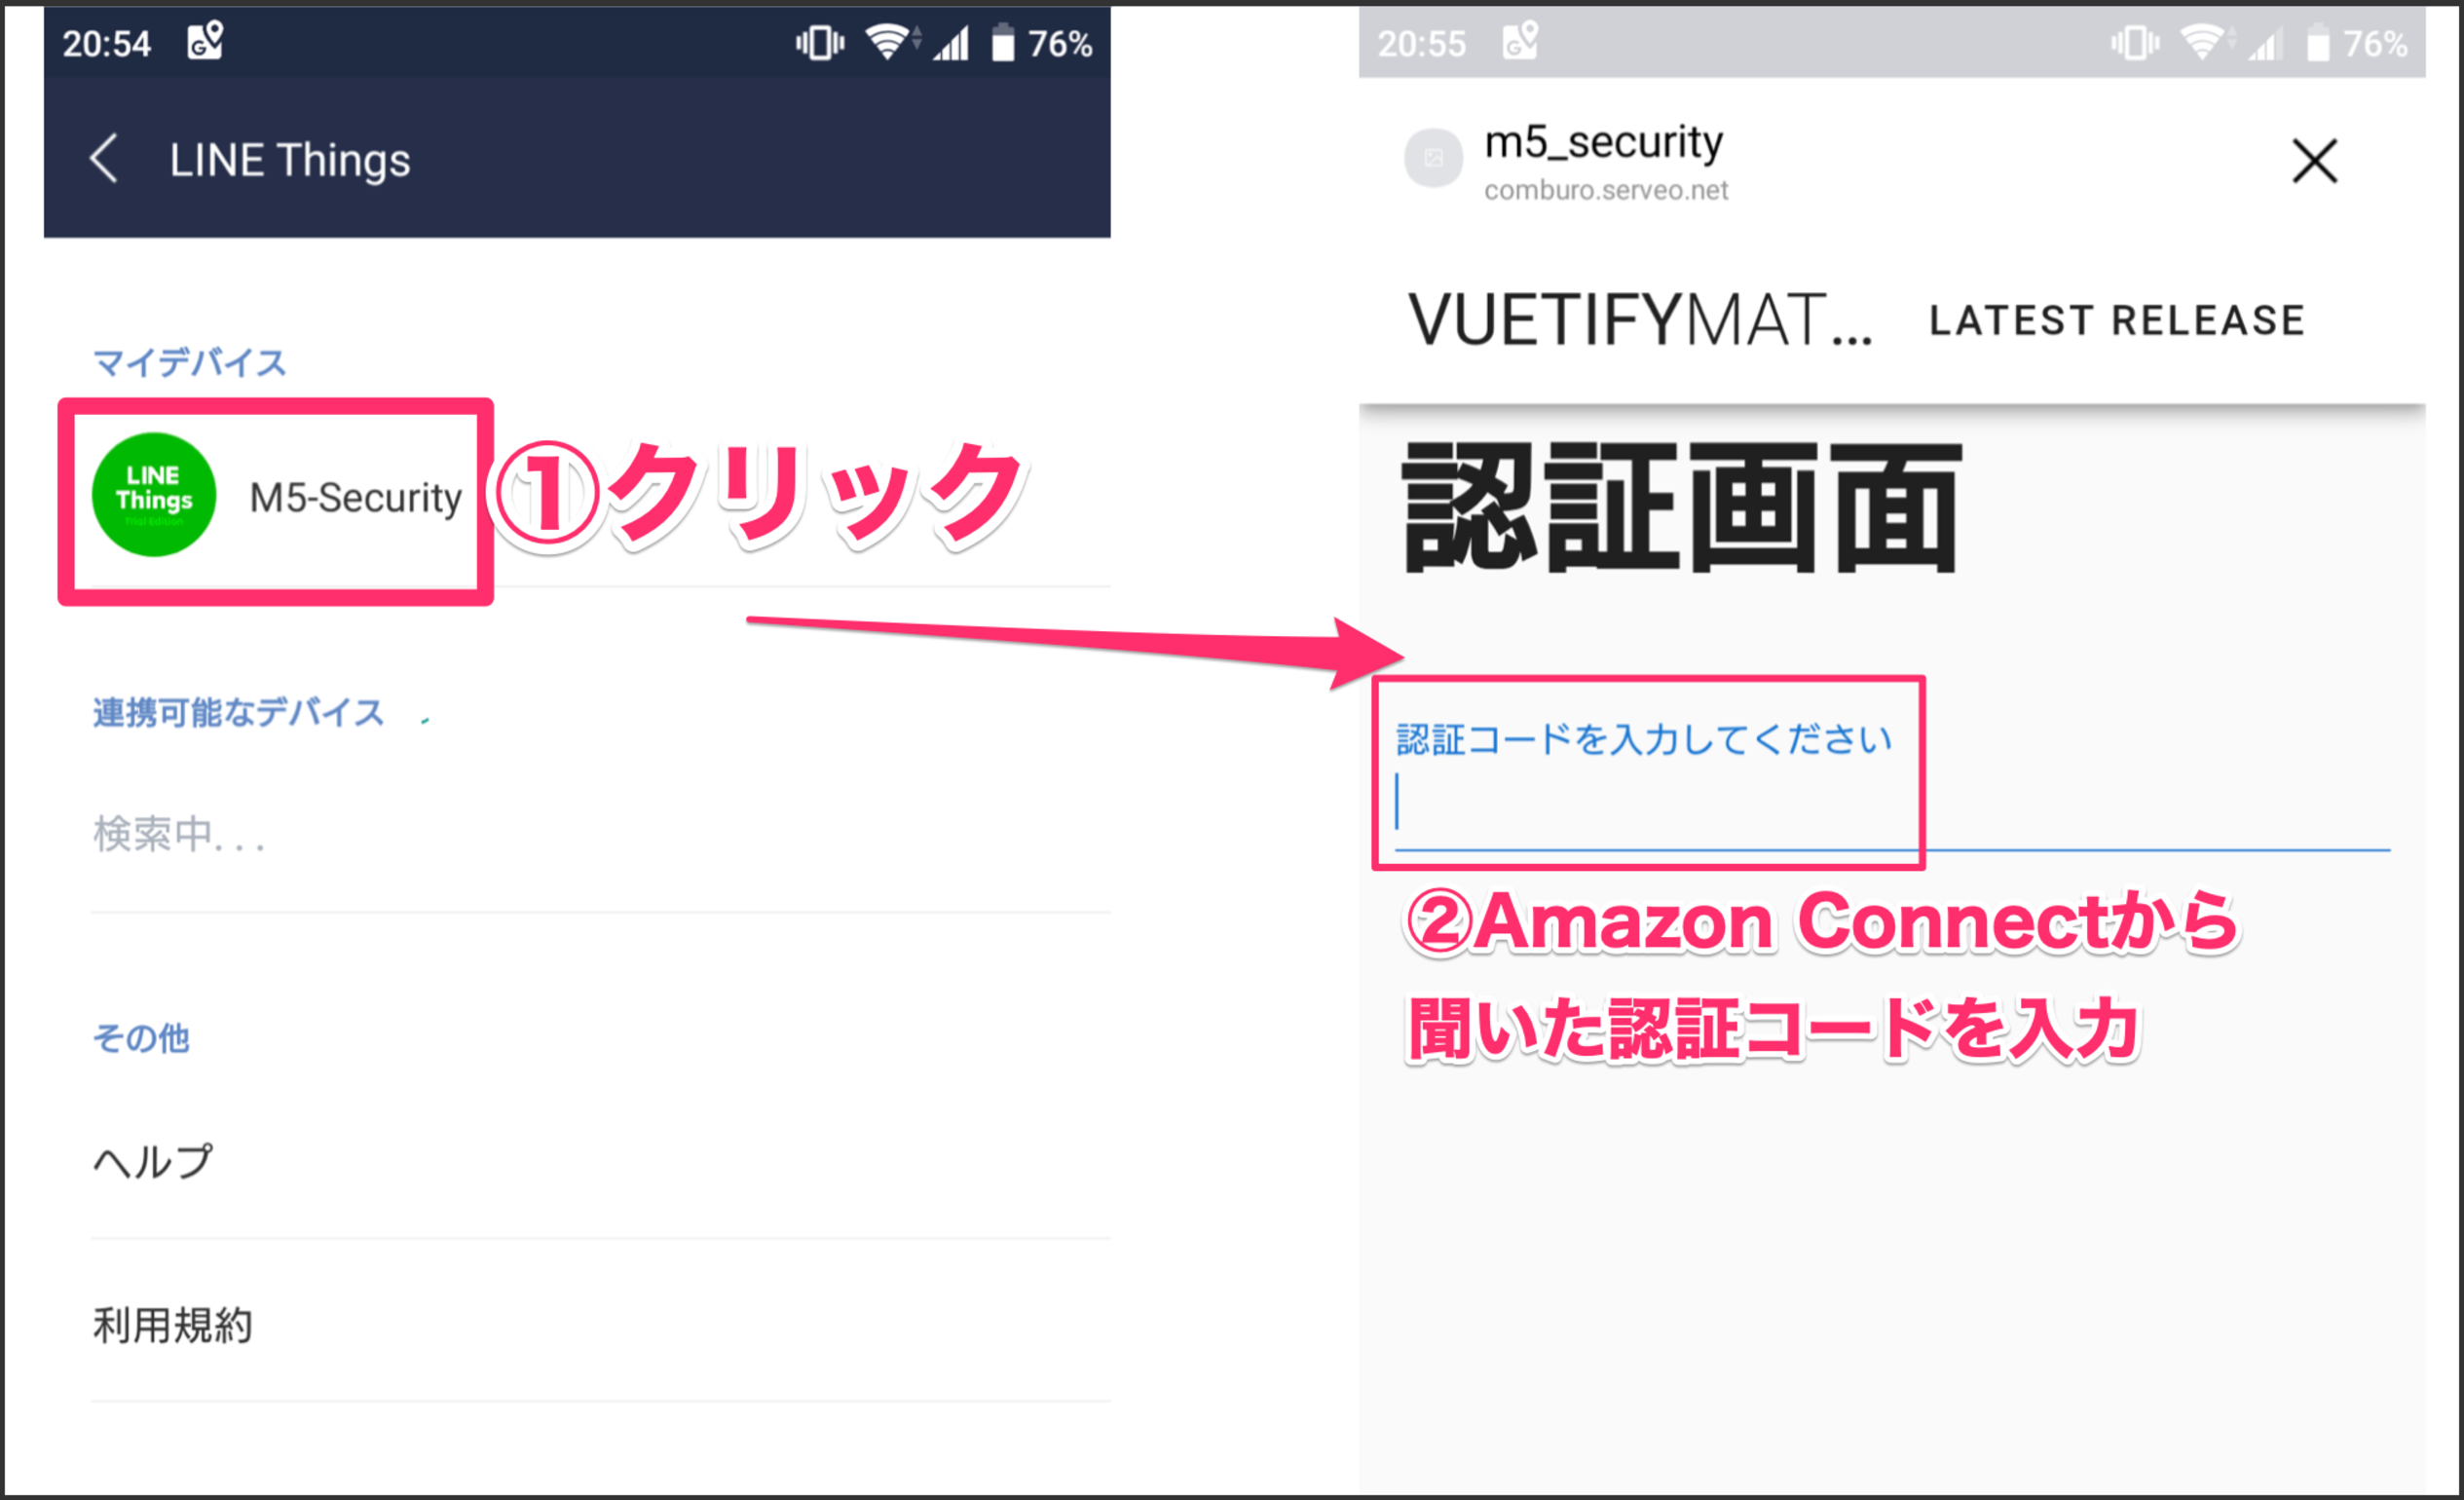 20:54
76%
LINE Things
マイデバイス
LINE
Things
Trial Edition
M5-Security
①クリック
連携可能なデバイス
検索中...
その他
ヘルプ
利用規約
20:55
76%
m5_security
comburo.serveo.net
VUETIFYMAT...
LATEST RELEASE
認証画面
認証コードを入力してください
②Amazon Connectから
聞いた認証コードを入力